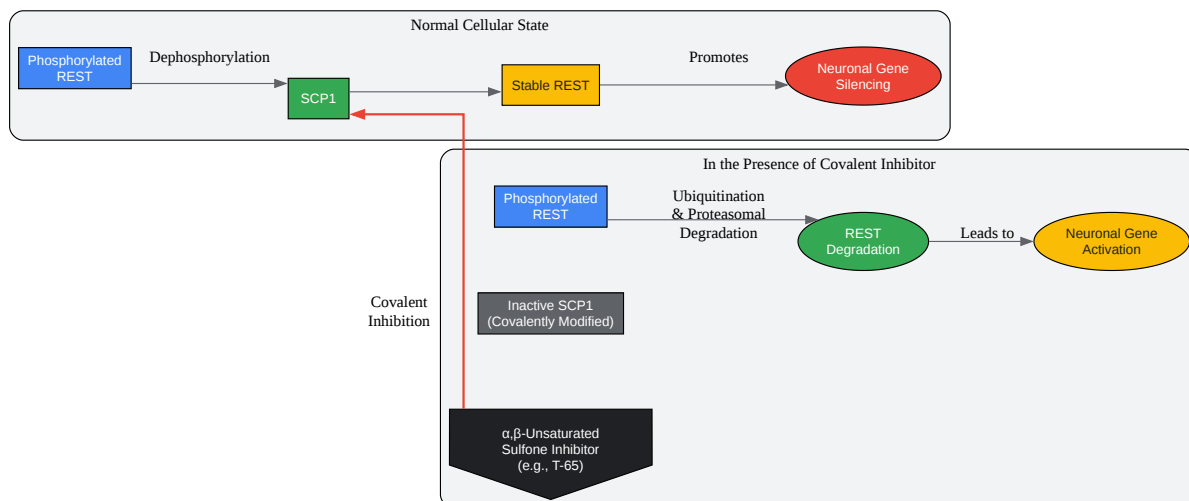 Normal Cellular State
Phosphorylated
REST
Dephosphorylation
SCP1
Stable REST
Promotes
Neuronal Gene
Silencing
In the Presence of Covalent Inhibitor
Phosphorylated
REST
Ubiquitination
& Proteasomal
Degradation
REST
Degradation
Leads to
Neuronal Gene
Activation
Covalent
Inhibition
Inactive SCP1
(Covalently Modified)
α,β-Unsaturated
Sulfone Inhibitor
(e.g., T-65)